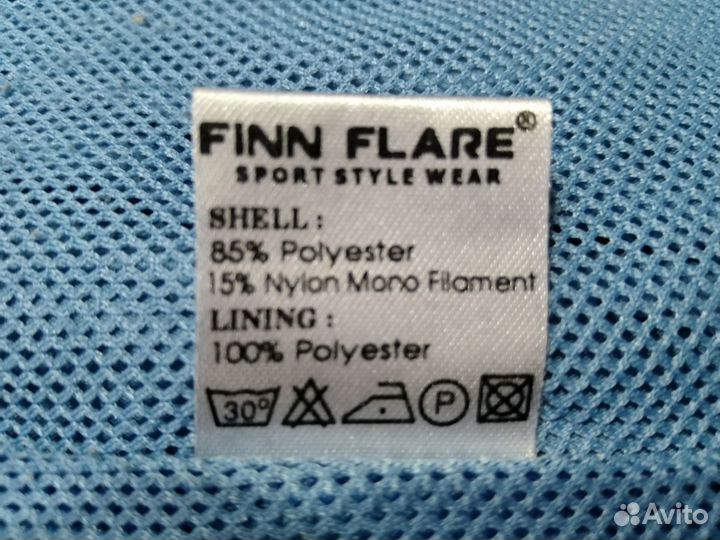 FINN FLARE®
SPORT STYLE WEAR
SHELL :
85% Polyester
15% Nylon Mono Filament
LINING :
100% Polyester
30° P
Avito